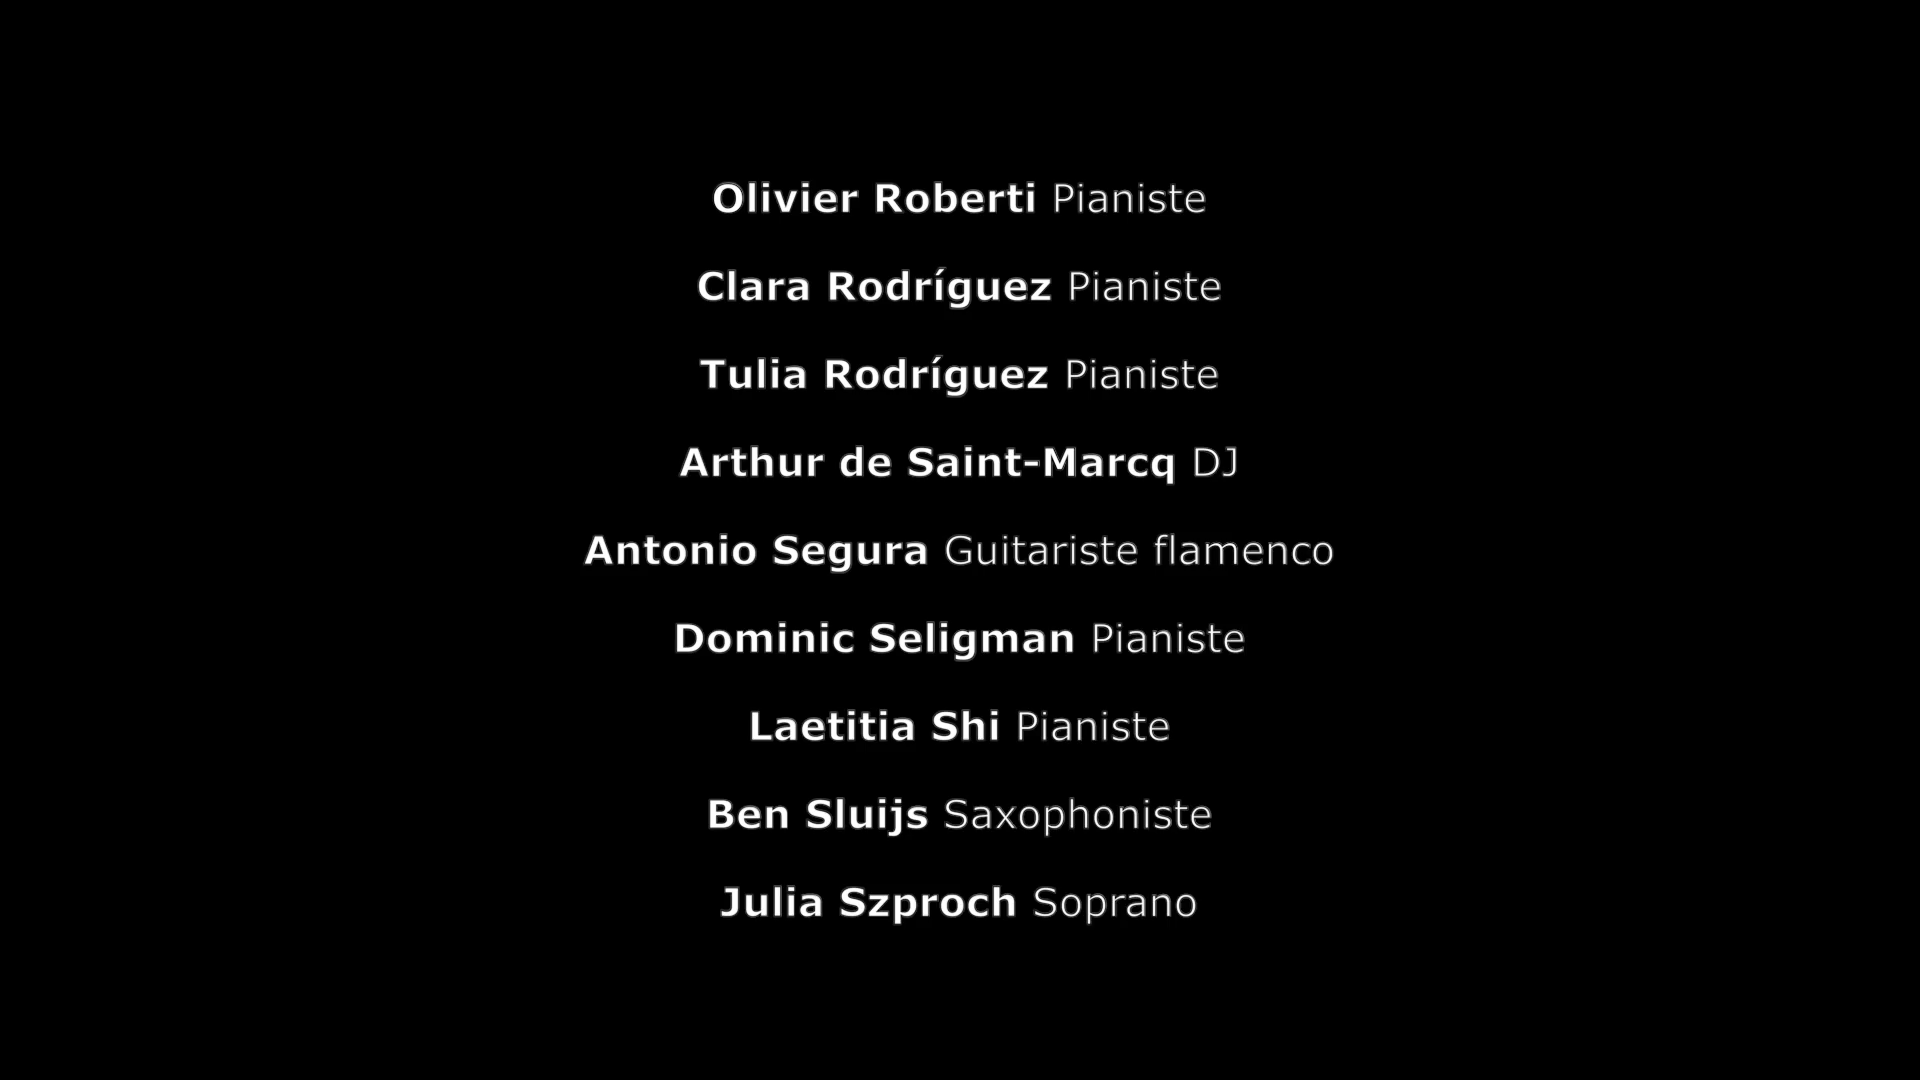 Olivier Roberti Pianiste
Clara Rodríguez Pianiste
Tulia Rodríguez Pianiste
Arthur de Saint-Marcq DJ
Antonio Segura Guitariste flamenco
Dominic Seligman Pianiste
Laetitia Shi Pianiste
Ben Sluijs Saxophoniste
Julia Szproch Soprano